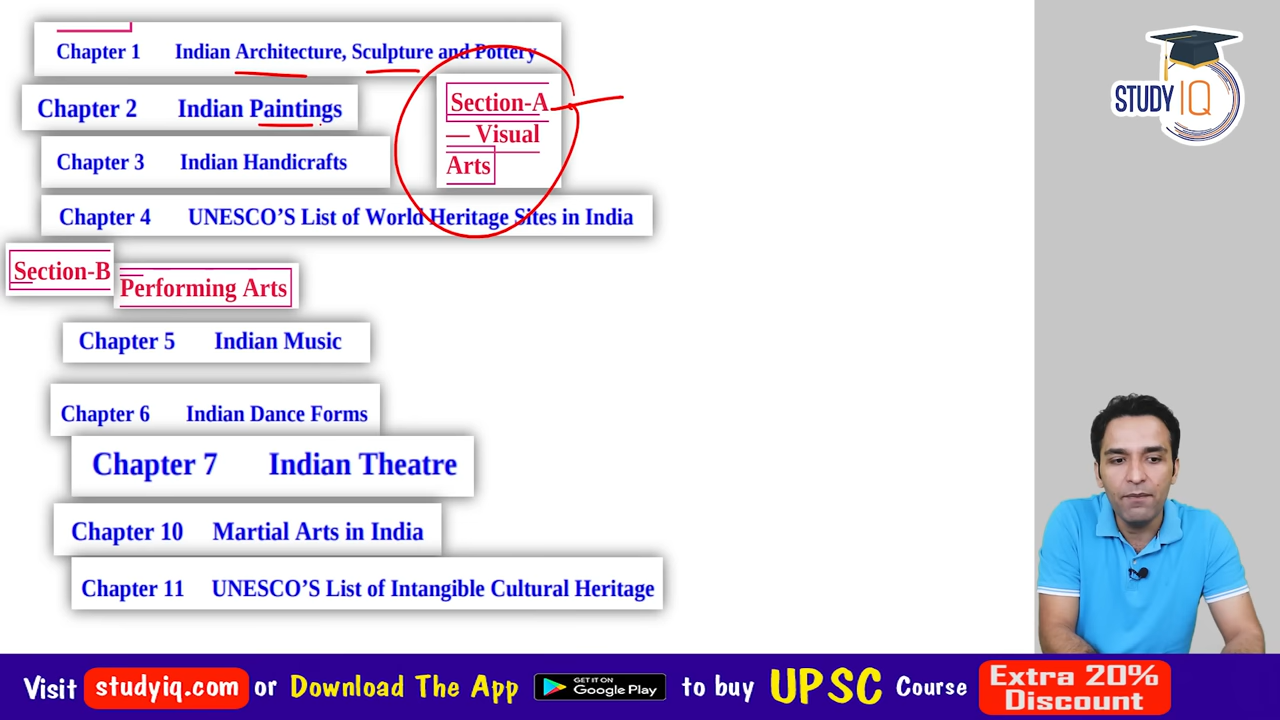 Chapter 1 Indian Architecture, Sculpture and Pottery
Chapter 2 Indian Paintings
Section-A
— Visual
Arts
Chapter 3 Indian Handicrafts
Chapter 4 UNESCO'S List of World Heritage Sites in India
Section-B
Performing Arts
Chapter 5 Indian Music
Chapter 6 Indian Dance Forms
Chapter 7 Indian Theatre
Chapter 10 Martial Arts in India
Chapter 11 UNESCO'S List of Intangible Cultural Heritage
STUDY IQ
Visit studyiq.com or Download The App GET IT ON Google Play to buy UPSC Course Extra 20% Discount